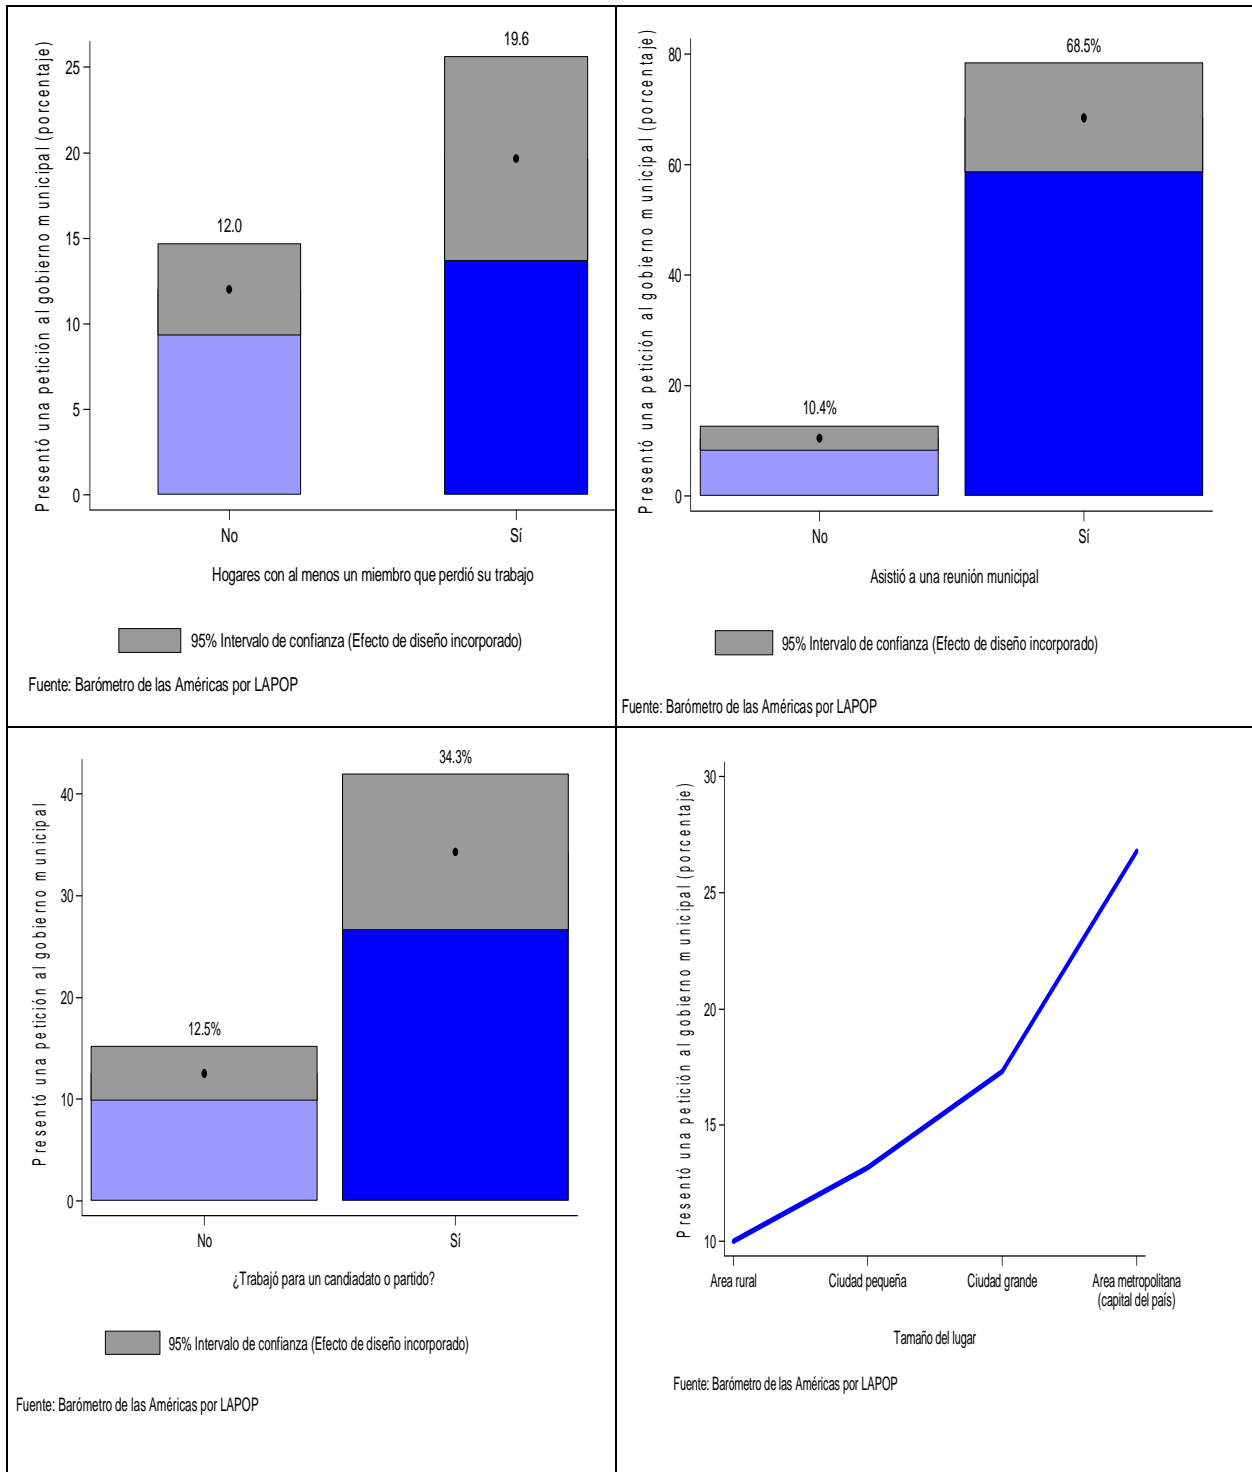 Presentó una petición al gobierno municipal (porcentaje)
25
20
15
10
5
0
12.0
19.6
No
Sí
Hogares con al menos un miembro que perdió su trabajo
95% Intervalo de confianza (Efecto de diseño incorporado)
Fuente: Barómetro de las Américas por LAPOP
Presentó una petición al gobierno municipal (porcentaje)
80
60
40
20
0
10.4%
68.5%
No
Sí
Asistió a una reunión municipal
95% Intervalo de confianza (Efecto de diseño incorporado)
Fuente: Barómetro de las Américas por LAPOP
Presentó una petición al gobierno municipal
40
30
20
10
0
12.5%
34.3%
No
Sí
¿Trabajó para un candiadato o partido?
95% Intervalo de confianza (Efecto de diseño incorporado)
Fuente: Barómetro de las Américas por LAPOP
Presentó una petición al gobierno municipal (porcentaje)
30
25
20
15
10
Area rural
Ciudad pequeña
Ciudad grande
Area metropolitana
(capital del país)
Tamaño del lugar
Fuente: Barómetro de las Américas por LAPOP